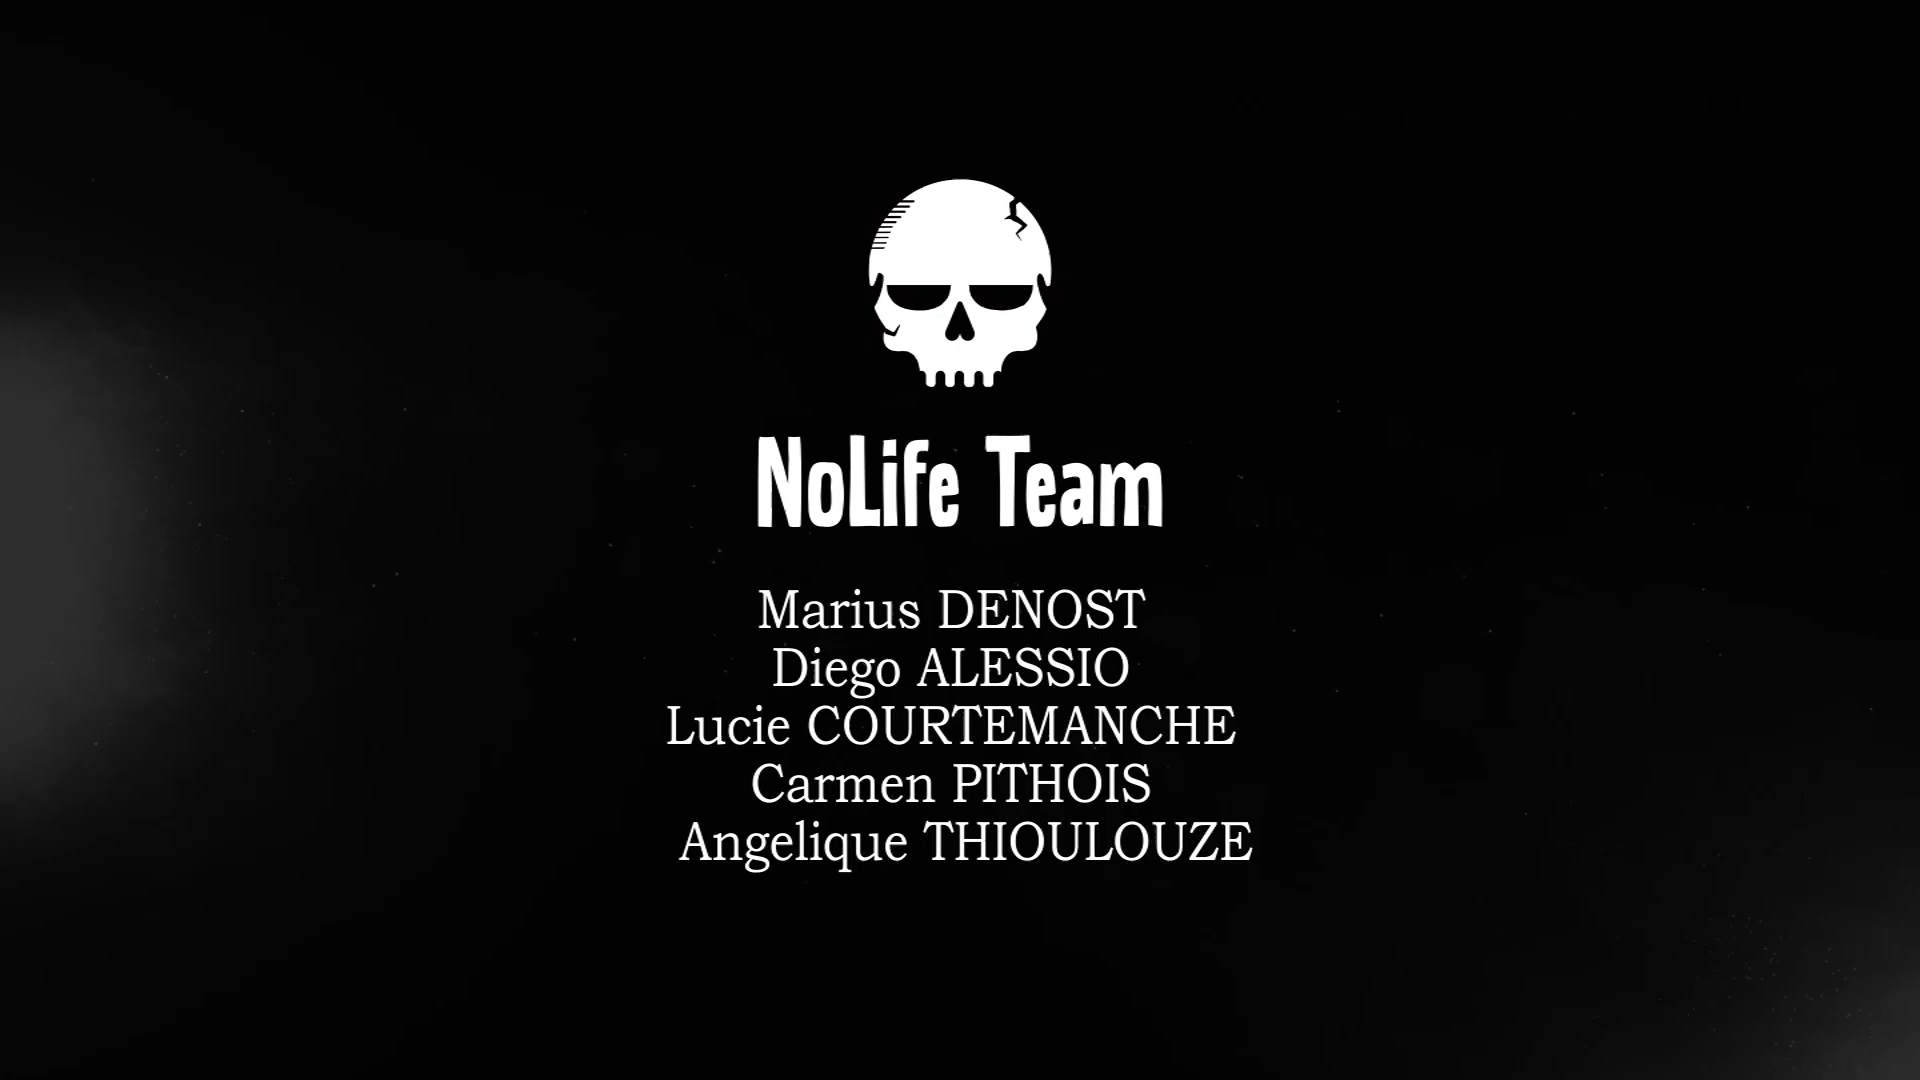 NoLife Team
Marius DENOST
Diego ALESSIO
Lucie COURTEMANCHE
Carmen PITHOIS
Angelique THIOULOUZE